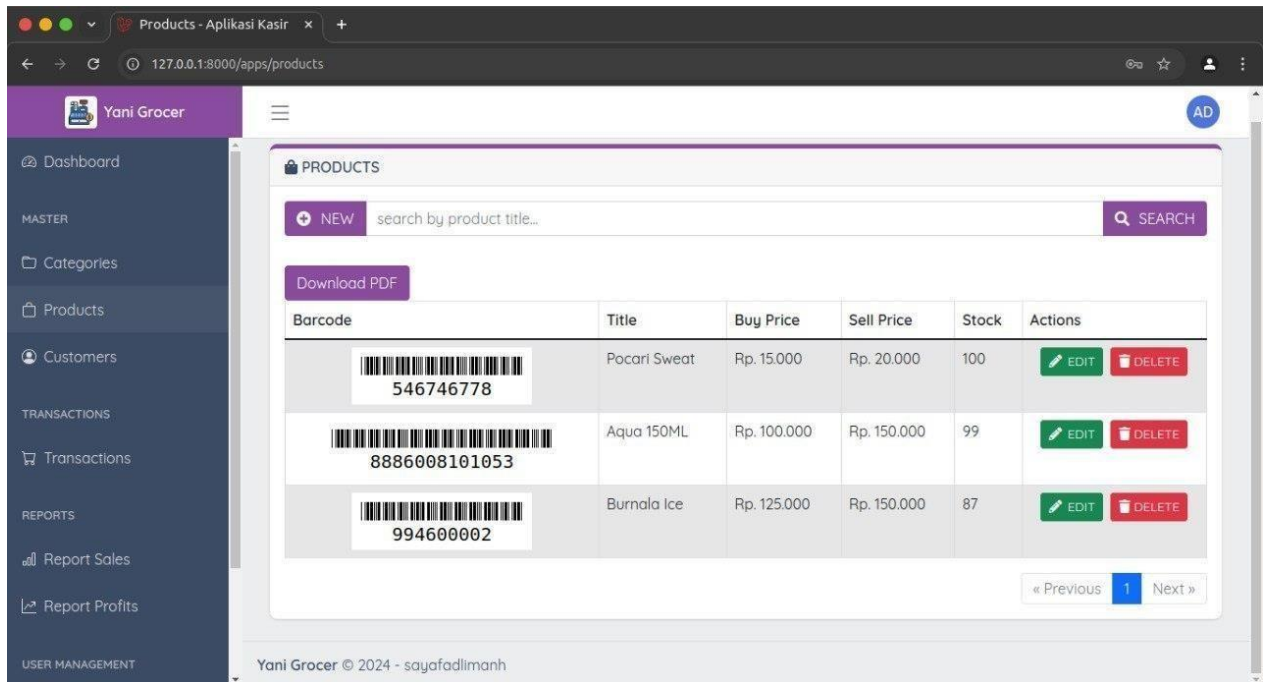 Products - Aplikasi Kasir
127.0.0.1:8000/apps/products
Yani Grocer
AD
Dashboard
MASTER
Categories
Products
Customers
TRANSACTIONS
Transactions
REPORTS
Report Sales
Report Profits
USER MANAGEMENT
PRODUCTS
NEW search by product title... SEARCH
Download PDF
Barcode Title Buy Price Sell Price Stock Actions
546746778 Pocari Sweat Rp. 15.000 Rp. 20.000 100 EDIT DELETE
8886008101053 Aqua 150ML Rp. 100.000 Rp. 150.000 99 EDIT DELETE
994600002 Burnala Ice Rp. 125.000 Rp. 150.000 87 EDIT DELETE
« Previous 1 Next »
Yani Grocer © 2024 - sayafadlimanh